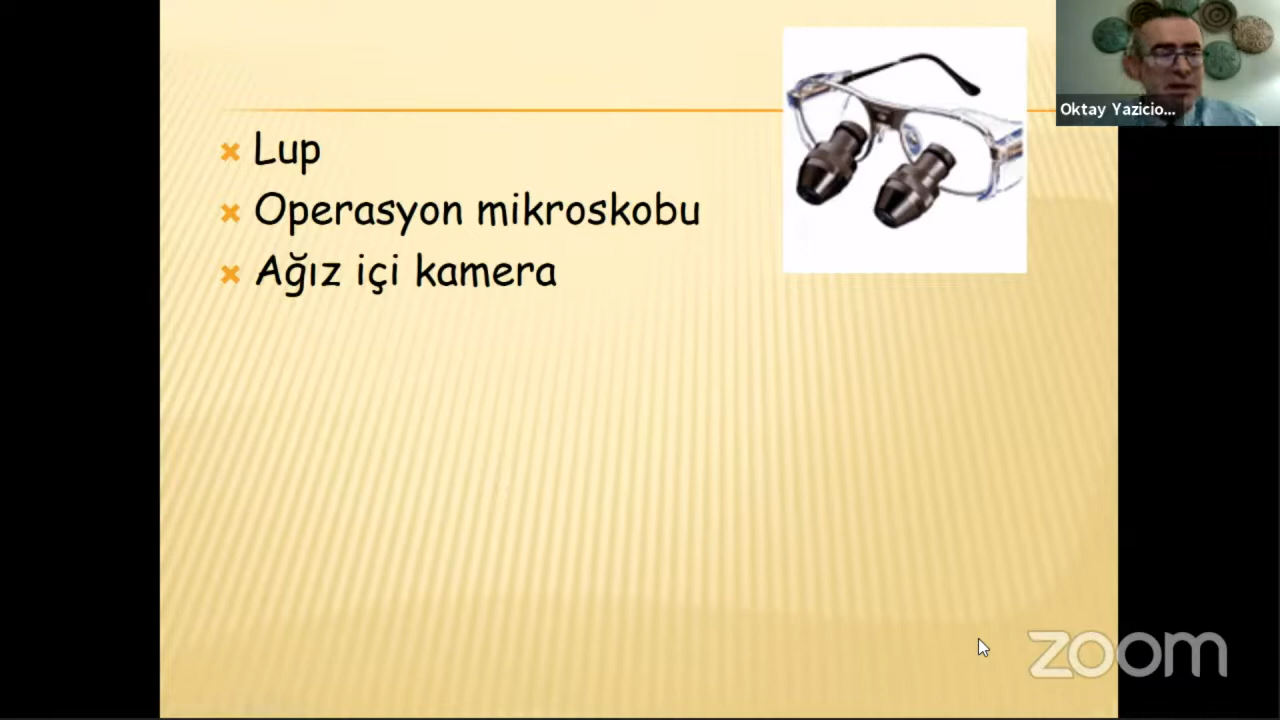 Lup
Operasyon mikroskobu
Ağız içi kamera
Oktay Yazicio...
zoom